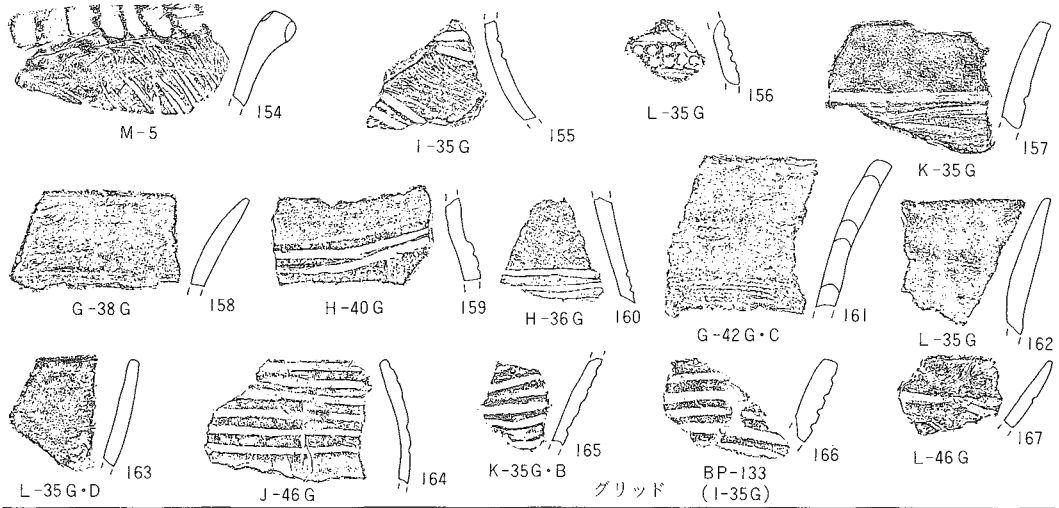 154
M-5
155
I-35G
156
L-35G
157
K-35G
158
G-38G
159
H-40G
160
H-36G
161
G-42G・C
162
L-35G
163
L-35G・D
164
J-46G
165
K-35G・B
166
BP-133
(I-35G)
167
L-46G
グリッド